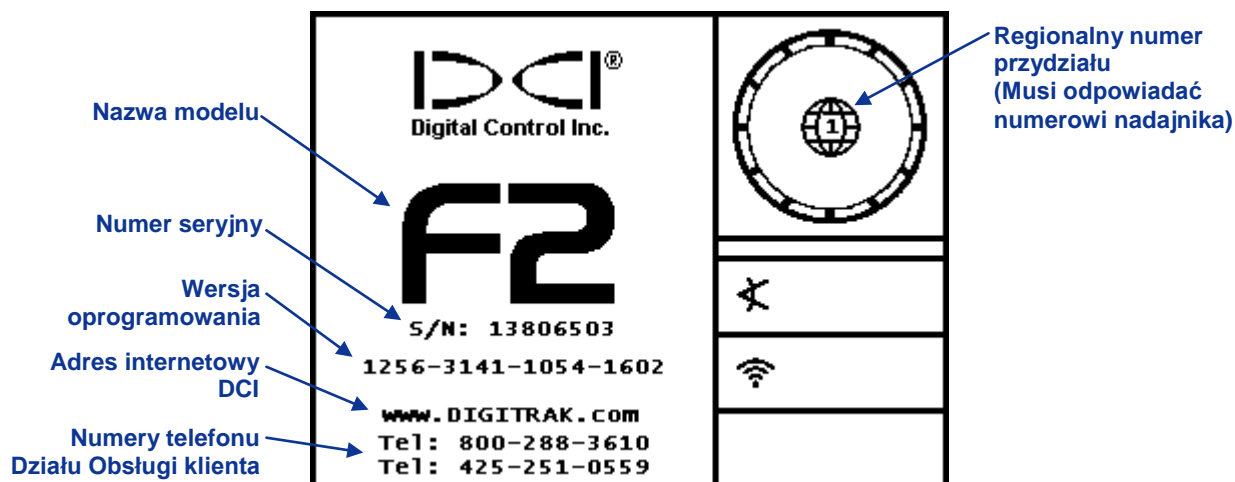 Nazwa modelu
Numer seryjny
Wersja
oprogramowania
Adres internetowy
DCI
Numery telefonu
Działu Obsługi klienta
DCI®
Digital Control Inc.
F2
S/N: 13806503
1256-3141-1054-1602
www.DIGITRAK.com
Tel: 800-288-3610
Tel: 425-251-0559
1
Regionalny numer
przydziału
(Musi odpowiadać
numerowi nadajnika)